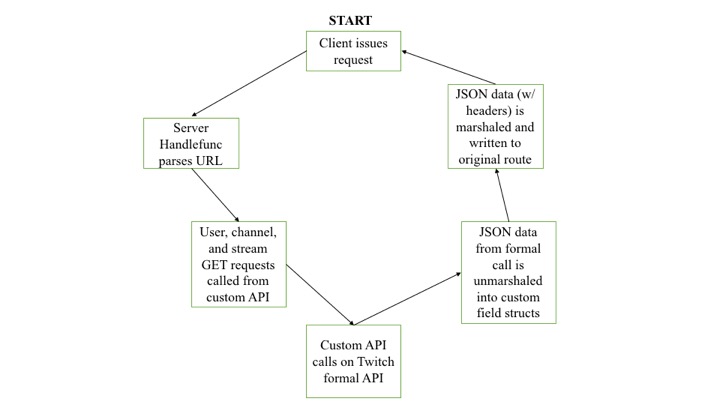 START
Client issues
request
Server
Handlefunc
parses URL
User, channel,
and stream
GET requests
called from
custom API
Custom API
calls on Twitch
formal API
JSON data
from formal
call is
unmarshaled
into custom
field structs
JSON data (w/
headers) is
marshaled and
written to
original route